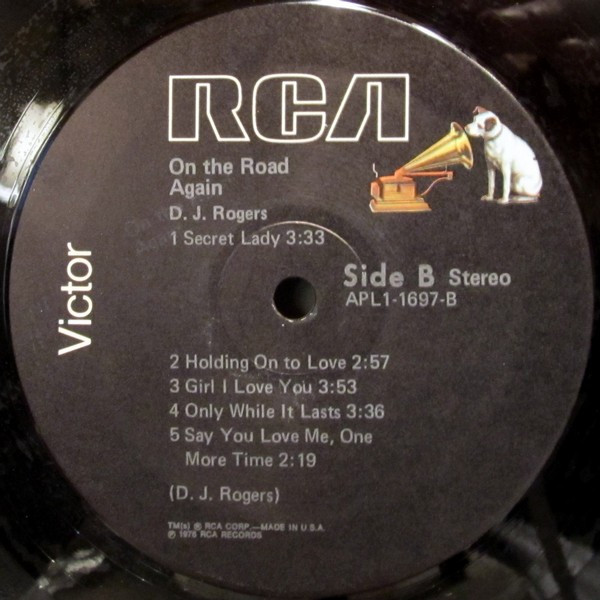 RCA
On the Road
Again
D. J. Rogers
1 Secret Lady 3:33
Side B Stereo
APL1-1697-B
Victor
2 Holding On to Love 2:57
3 Girl I Love You 3:53
4 Only While It Lasts 3:36
5 Say You Love Me, One
More Time 2:19
(D. J. Rogers)
TM(s) ® RCA CORP.—MADE IN U.S.A.
℗ 1976 RCA RECORDS